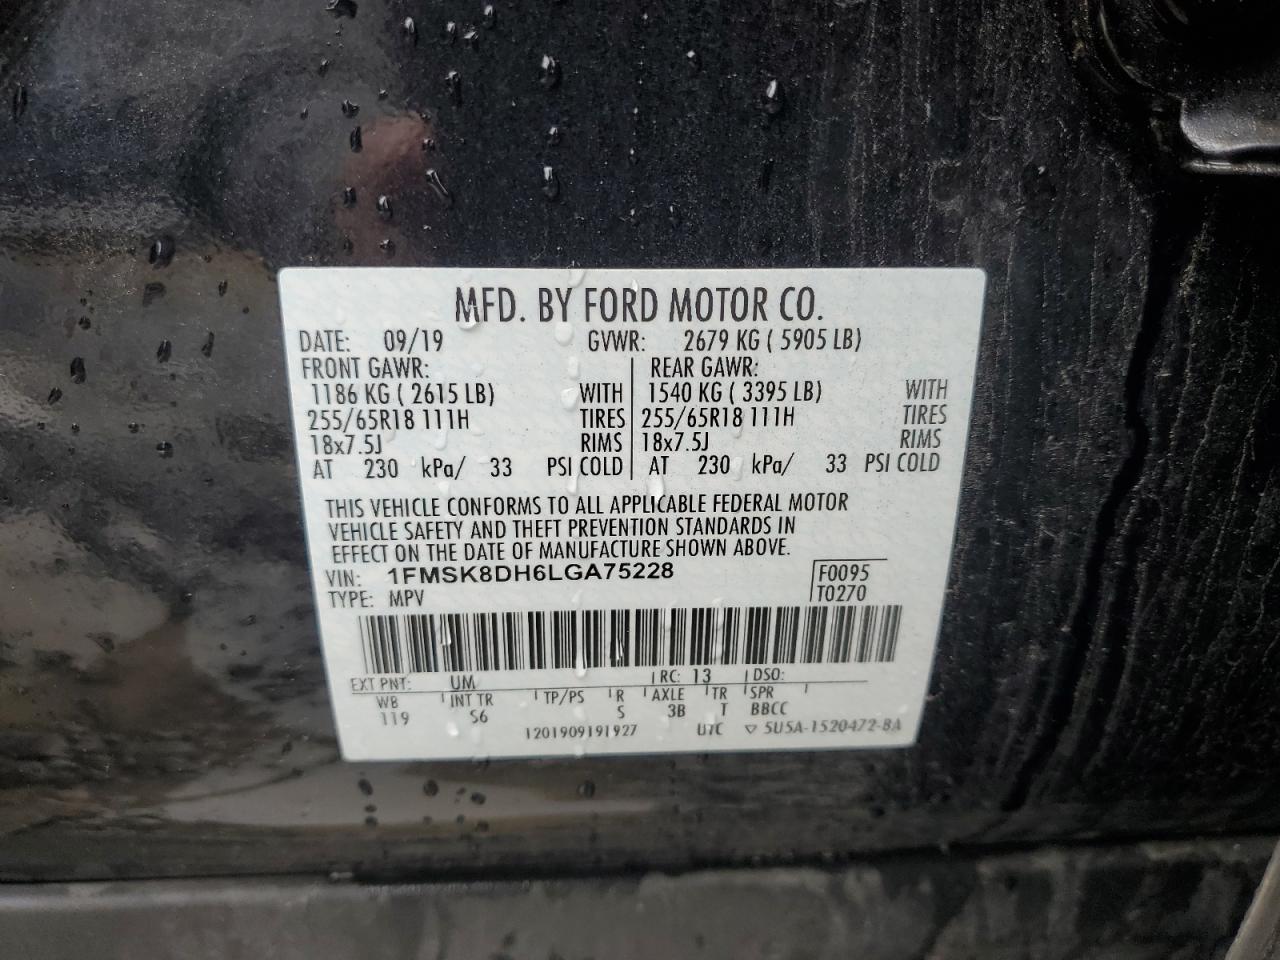 MFD. BY FORD MOTOR CO.
DATE: 09/19 GVWR: 2679 KG ( 5905 LB)
FRONT GAWR: REAR GAWR:
1186 KG ( 2615 LB) WITH 1540 KG ( 3395 LB) WITH
255/65R18 111H TIRES 255/65R18 111H TIRES
18x7.5J RIMS 18x7.5J RIMS
AT 230 kPa/ 33 PSI COLD AT 230 kPa/ 33 PSI COLD
THIS VEHICLE CONFORMS TO ALL APPLICABLE FEDERAL MOTOR
VEHICLE SAFETY AND THEFT PREVENTION STANDARDS IN
EFFECT ON THE DATE OF MANUFACTURE SHOWN ABOVE.
VIN: 1FMSK8DH6LGA75228 F0095
TYPE: MPV T0270
EXT PNT: UM RC: 13 DSO:
WB INT TR TP/PS R AXLE TR SPR
119 S6 S 3B T BBCC
1201909191927 UTC ▽ 5U5A-1520472-BA